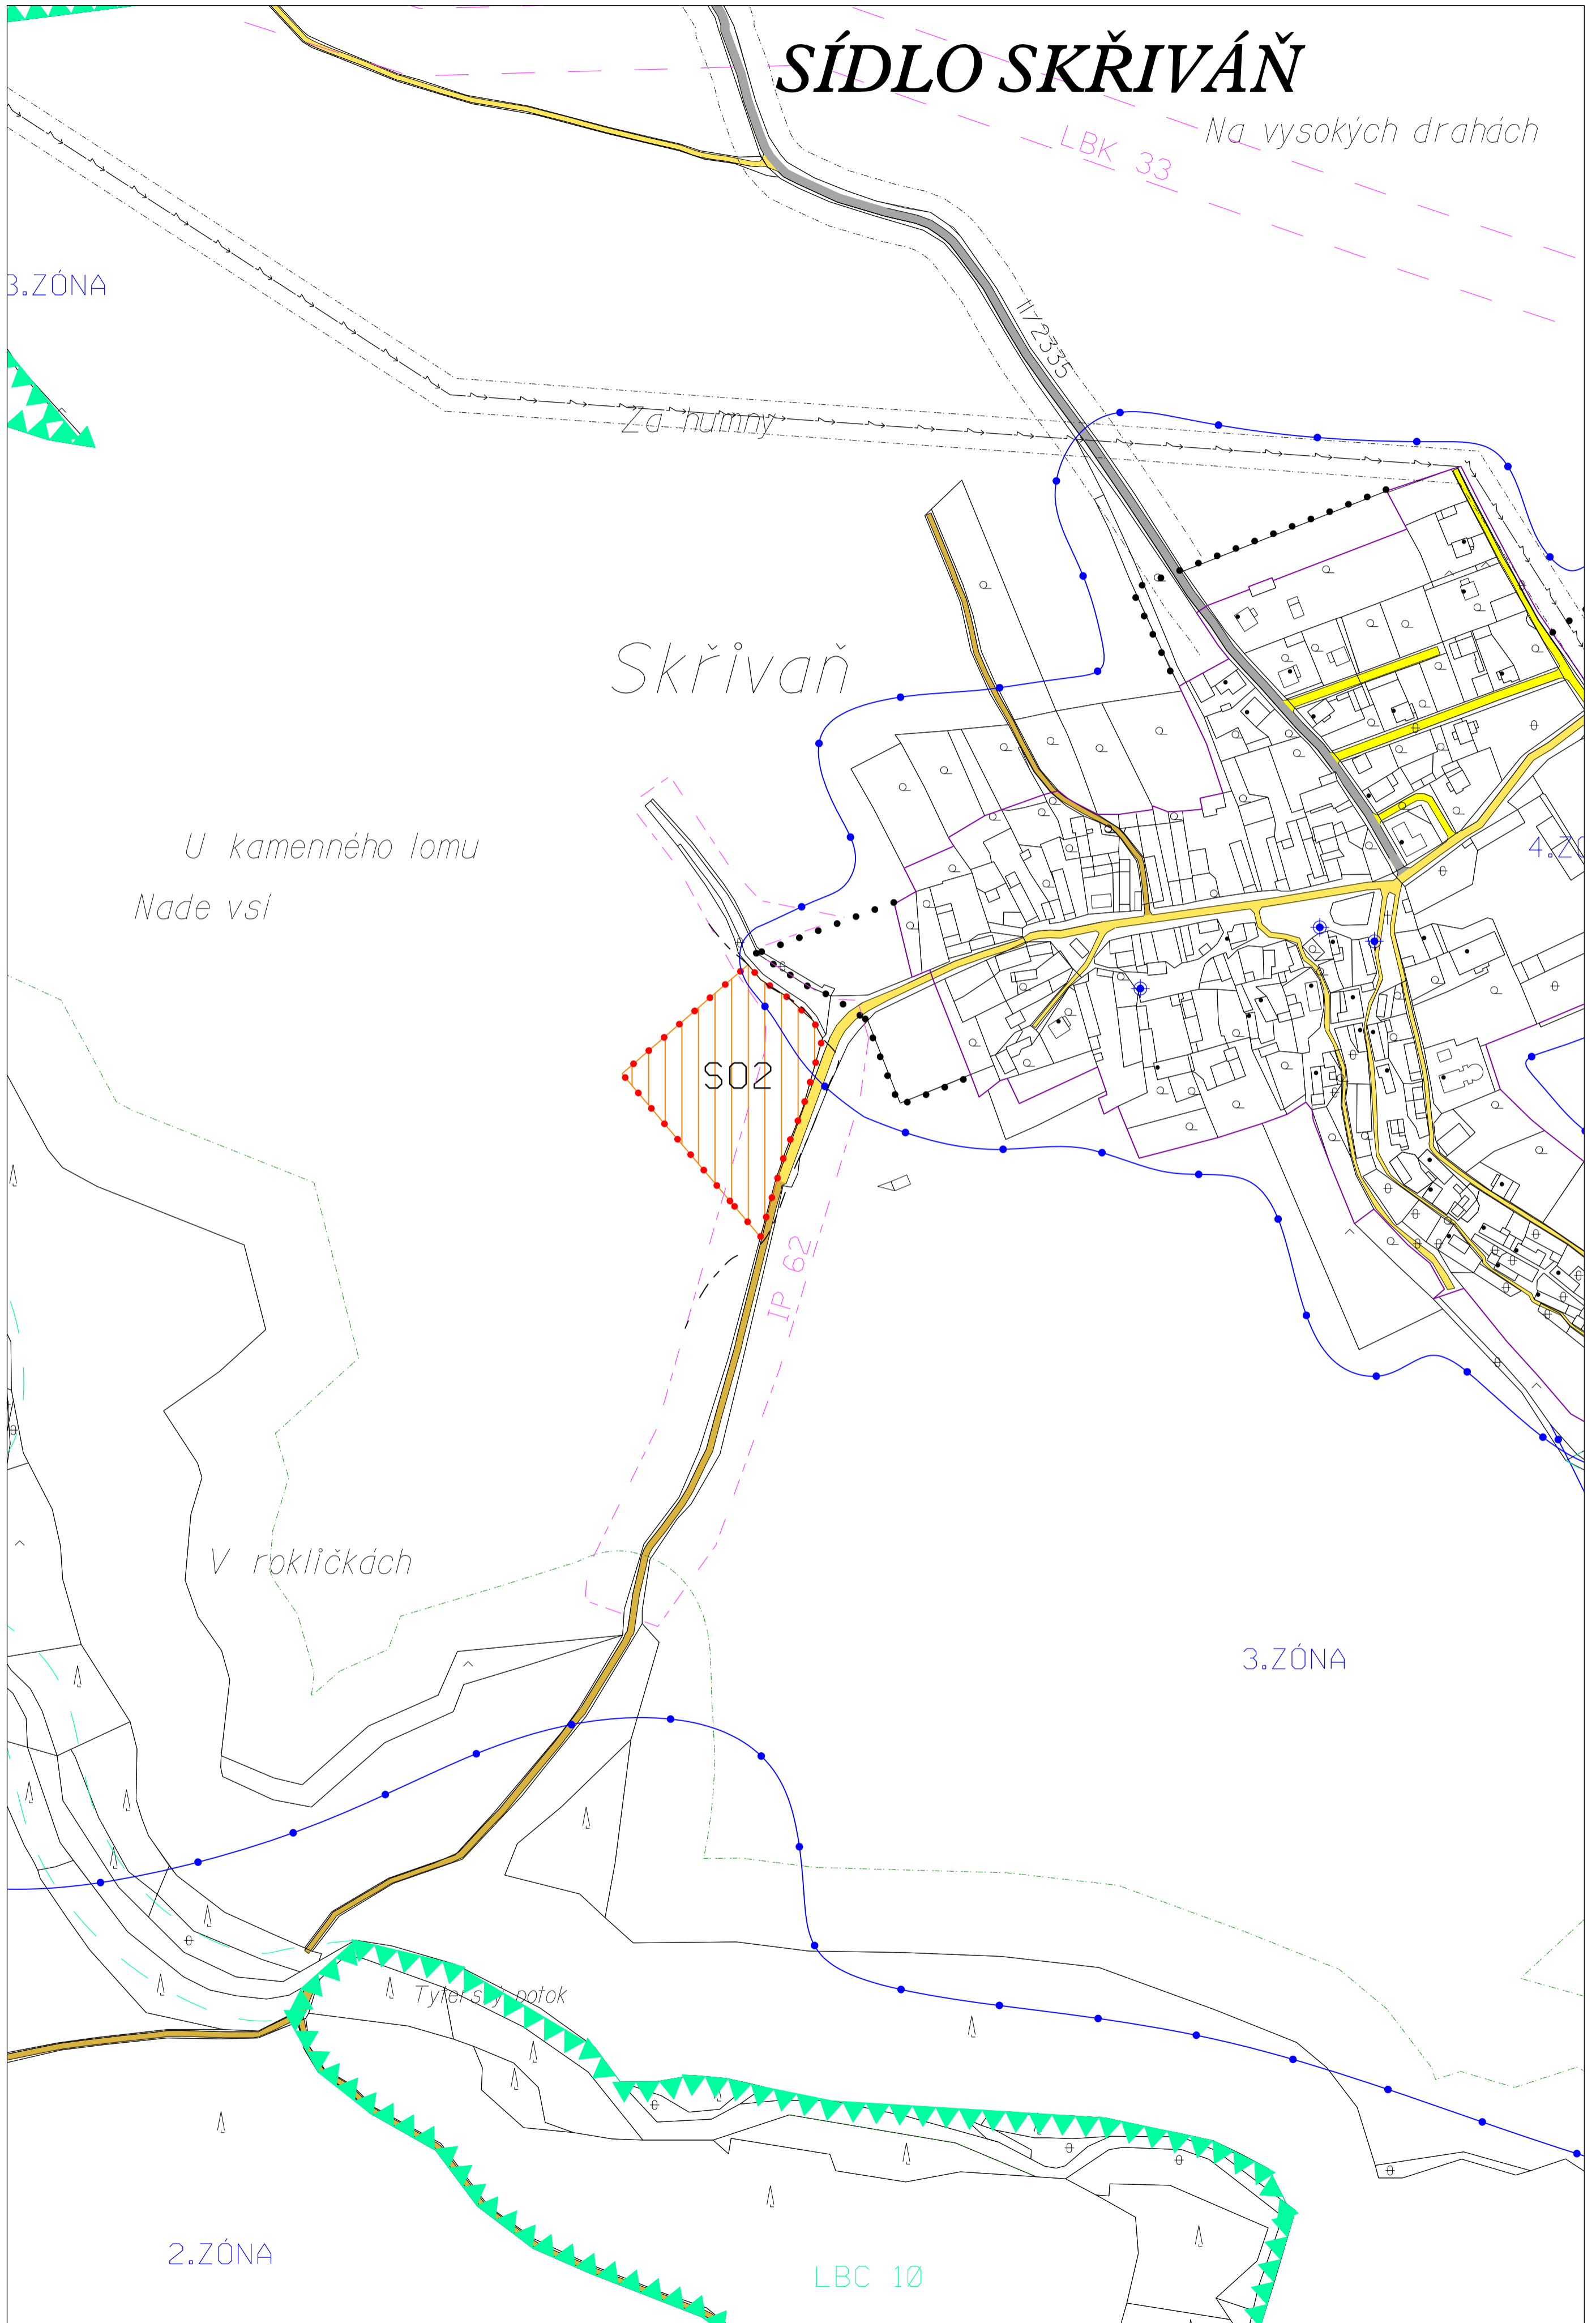 SÍDLO SKŘIVÁŇ
Na vysokých drahách
LBK 33
3.ZÓNA
II/2335
Za humny
Skřivaň
U kamenného lomu
4.ZÓ
Nade vsí
S02
IP 62
V rokličkách
3.ZÓNA
Tyterský potok
2.ZÓNA
LBC 10